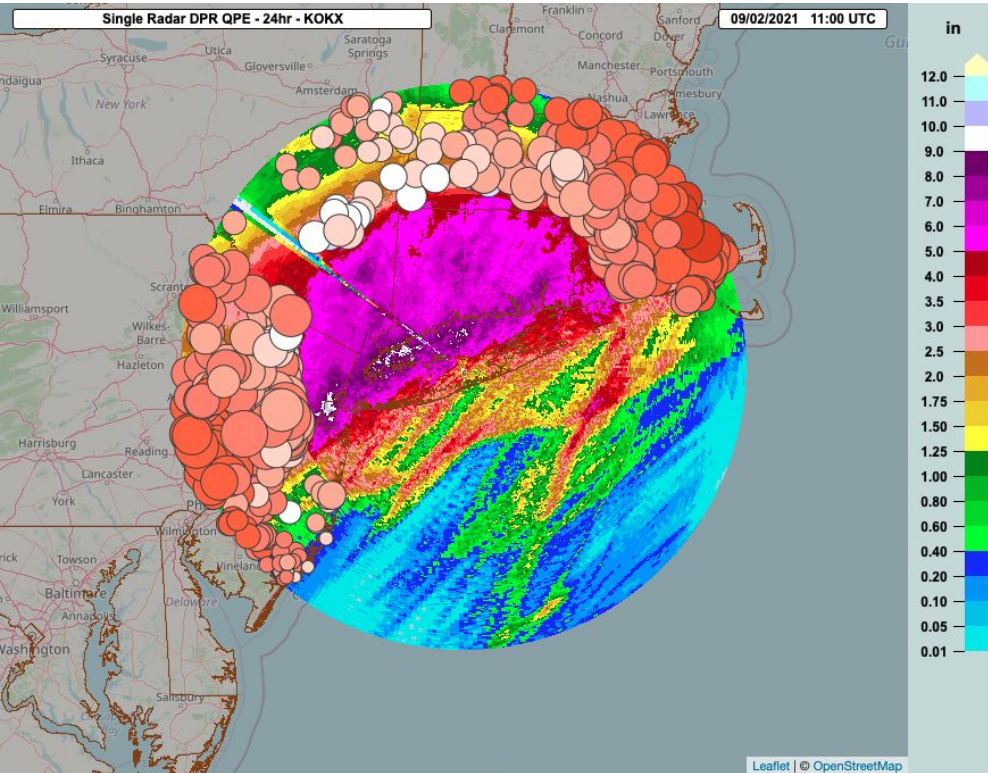 Single Radar DPR QPE - 24hr - KOKX
09/02/2021 11:00 UTC
in
12.0
11.0
10.0
9.0
8.0
7.0
6.0
5.0
4.0
3.5
3.0
2.5
2.0
1.75
1.50
1.25
1.00
0.80
0.60
0.40
0.20
0.10
0.05
0.01
Franklin
Claremont
Sanford
Concord
Dover
Saratoga
Springs
Syracuse
Utica
Gloversville
Manchester
Portsmouth
ndaigua
Amsterdam
Nashua
mesbury
New York
Lawrence
Ithaca
Elmira
Binghamton
Scrant
Williamsport
Wilkes-
Barre
Hazleton
Harrisburg
Reading
Lancaster
York
Ph
Wilmington
rick
Towson
Vineland
Baltimore
Delaware
Annapolis
Washington
Salisbury
Leaflet | © OpenStreetMap